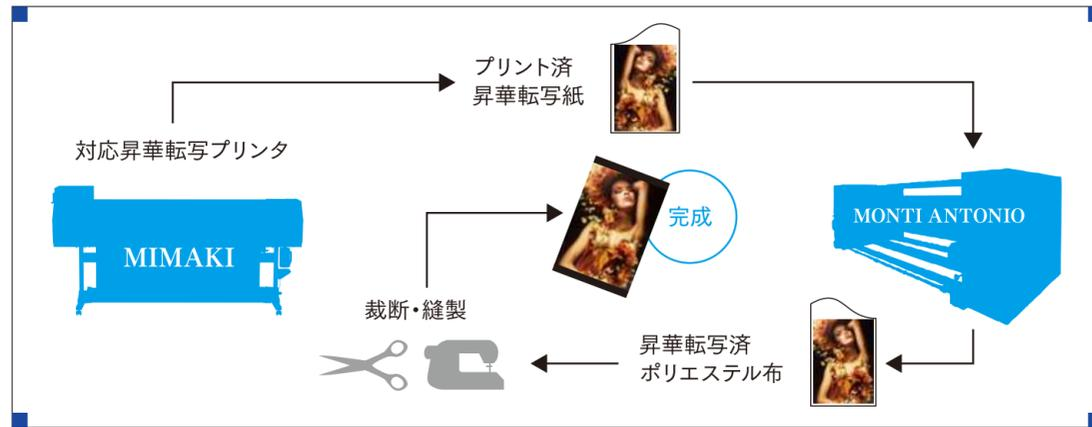 プリント済
昇華転写紙
対応昇華転写プリンタ
MIMAKI
完成
MONTI ANTONIO
裁断・縫製
昇華転写済
ポリエステル布